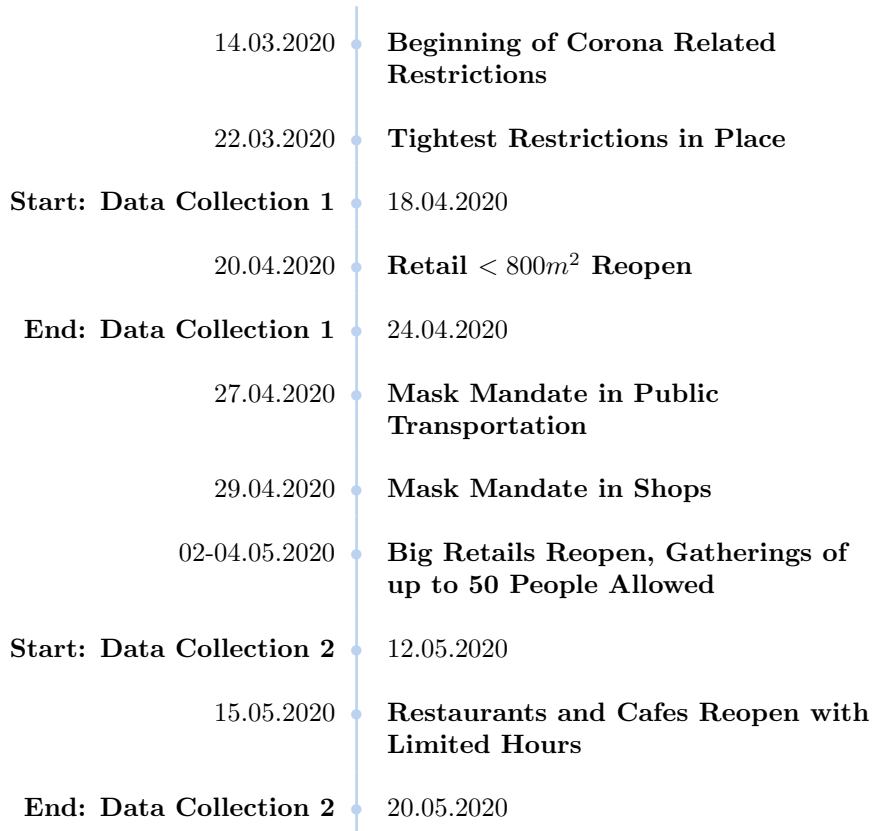 14.03.2020 Beginning of Corona Related
Restrictions
22.03.2020 Tightest Restrictions in Place
Start: Data Collection 1 18.04.2020
20.04.2020 Retail < 800m² Reopen
End: Data Collection 1 24.04.2020
27.04.2020 Mask Mandate in Public
Transportation
29.04.2020 Mask Mandate in Shops
02-04.05.2020 Big Retails Reopen, Gatherings of
up to 50 People Allowed
Start: Data Collection 2 12.05.2020
15.05.2020 Restaurants and Cafes Reopen with
Limited Hours
End: Data Collection 2 20.05.2020